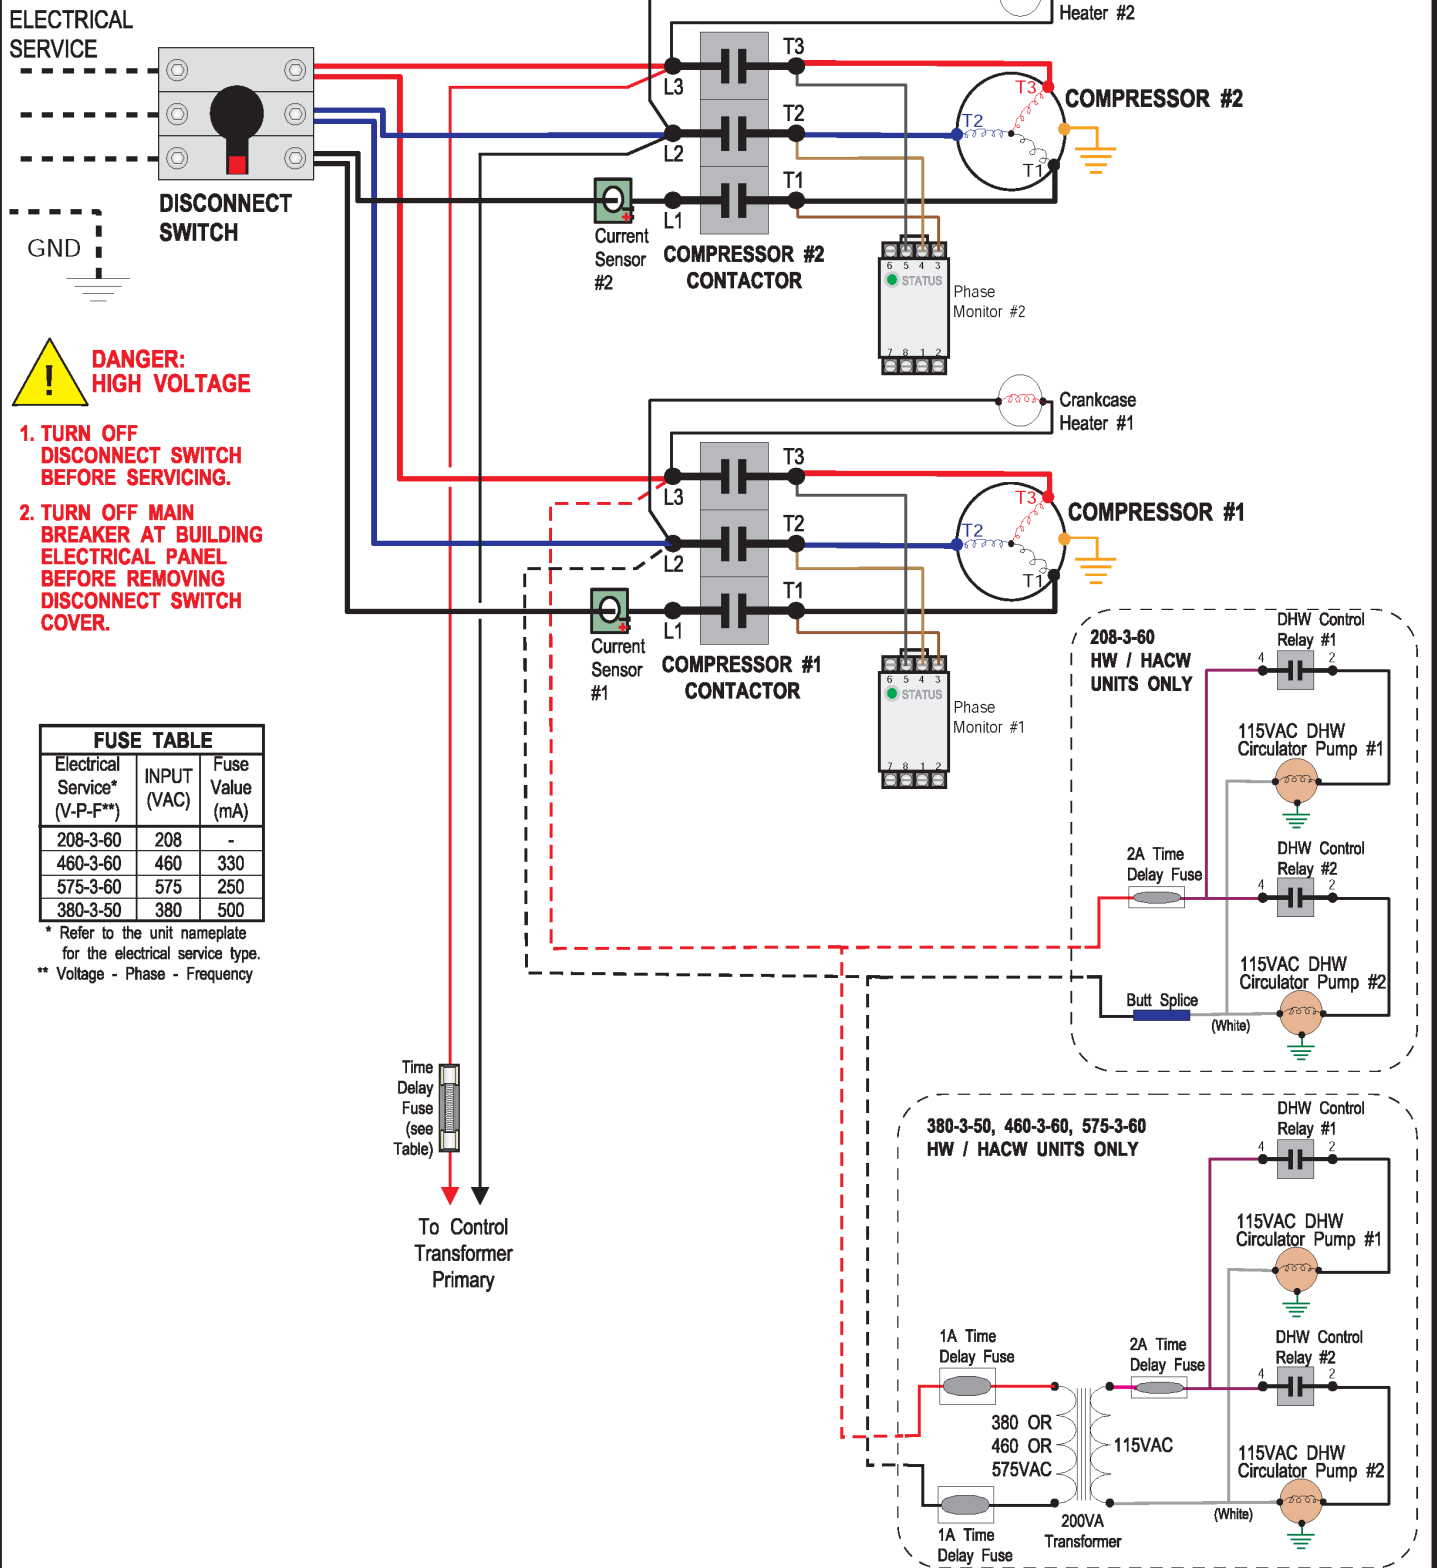 ELECTRICAL
SERVICE
GND
DISCONNECT
SWITCH
Heater #2
L3
L2
L1
T3
T2
T1
T3
T2
T1
COMPRESSOR #2
Current
Sensor
#2
COMPRESSOR #2
CONTACTOR
6 5 4 3
STATUS
7 8 1 2
Phase
Monitor #2
!
DANGER:
HIGH VOLTAGE
1. TURN OFF
DISCONNECT SWITCH
BEFORE SERVICING.
2. TURN OFF MAIN
BREAKER AT BUILDING
ELECTRICAL PANEL
BEFORE REMOVING
DISCONNECT SWITCH
COVER.
Crankcase
Heater #1
L3
L2
L1
T3
T2
T1
T3
T2
T1
COMPRESSOR #1
Current
Sensor
#1
COMPRESSOR #1
CONTACTOR
6 5 4 3
STATUS
7 8 1 2
Phase
Monitor #1
FUSE TABLE
Electrical
Service*
(V-P-F**)
INPUT
(VAC)
Fuse
Value
(mA)
208-3-60 208 -
460-3-60 460 330
575-3-60 575 250
380-3-50 380 500
* Refer to the unit nameplate
for the electrical service type.
** Voltage - Phase - Frequency
208-3-60
HW / HACW
UNITS ONLY
DHW Control
Relay #1
4 2
115VAC DHW
Circulator Pump #1
2A Time
Delay Fuse
DHW Control
Relay #2
4 2
115VAC DHW
Circulator Pump #2
Butt Splice
(White)
Time
Delay
Fuse
(see
Table)
To Control
Transformer
Primary
380-3-50, 460-3-60, 575-3-60
HW / HACW UNITS ONLY
DHW Control
Relay #1
4 2
115VAC DHW
Circulator Pump #1
1A Time
Delay Fuse
2A Time
Delay Fuse
DHW Control
Relay #2
4 2
380 OR
460 OR
575VAC
115VAC
115VAC DHW
Circulator Pump #2
(White)
200VA
Transformer
1A Time
Delay Fuse